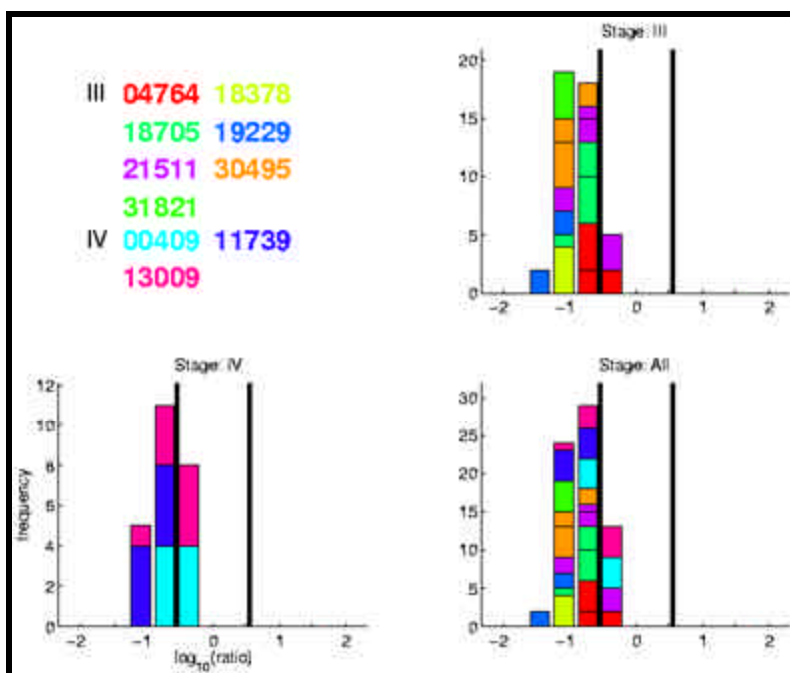 Stage: III
III 04764 18378
18705 19229
21511 30495
31821
IV 00409 11739
13009
20
15
10
5
0
−2 −1 0 1 2
Stage: IV
12
10
8
6
4
2
0
frequency
−2 −1 0 1 2
log10(ratio)
Stage: All
30
25
20
15
10
5
0
−2 −1 0 1 2